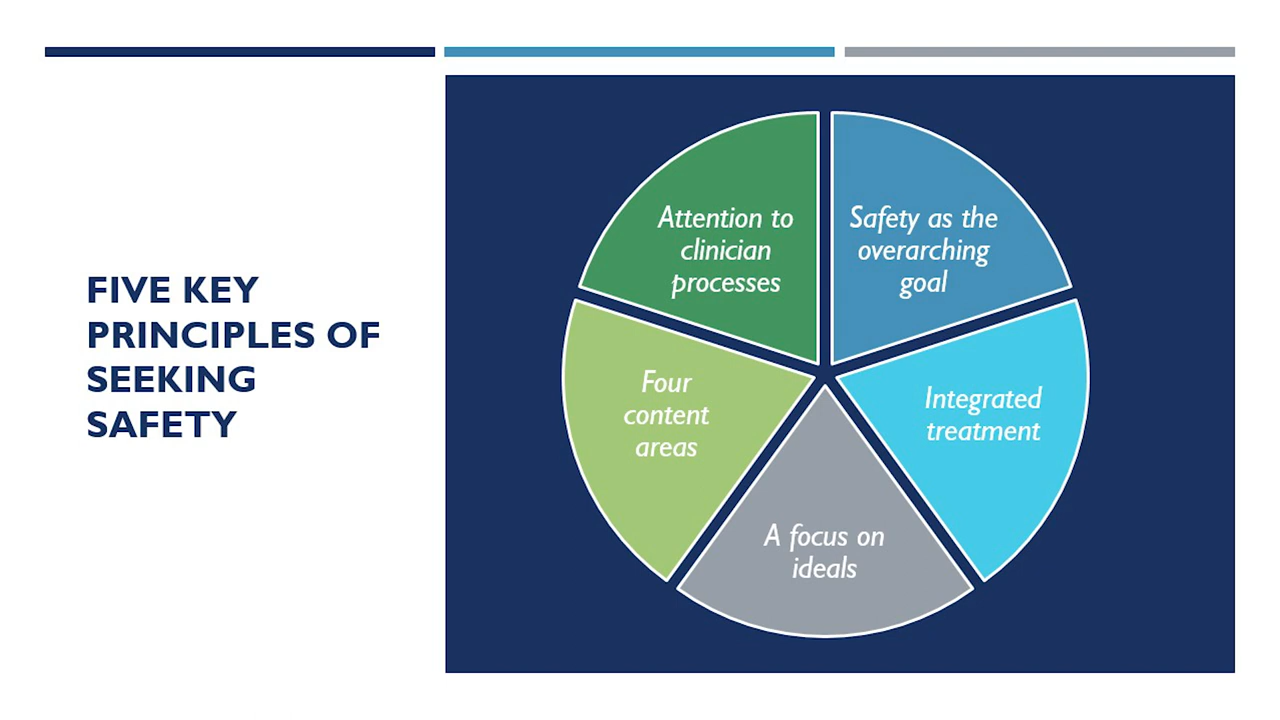 FIVE KEY
PRINCIPLES OF
SEEKING
SAFETY
Safety as the
overarching
goal
Integrated
treatment
A focus on
ideals
Four
content
areas
Attention to
clinician
processes